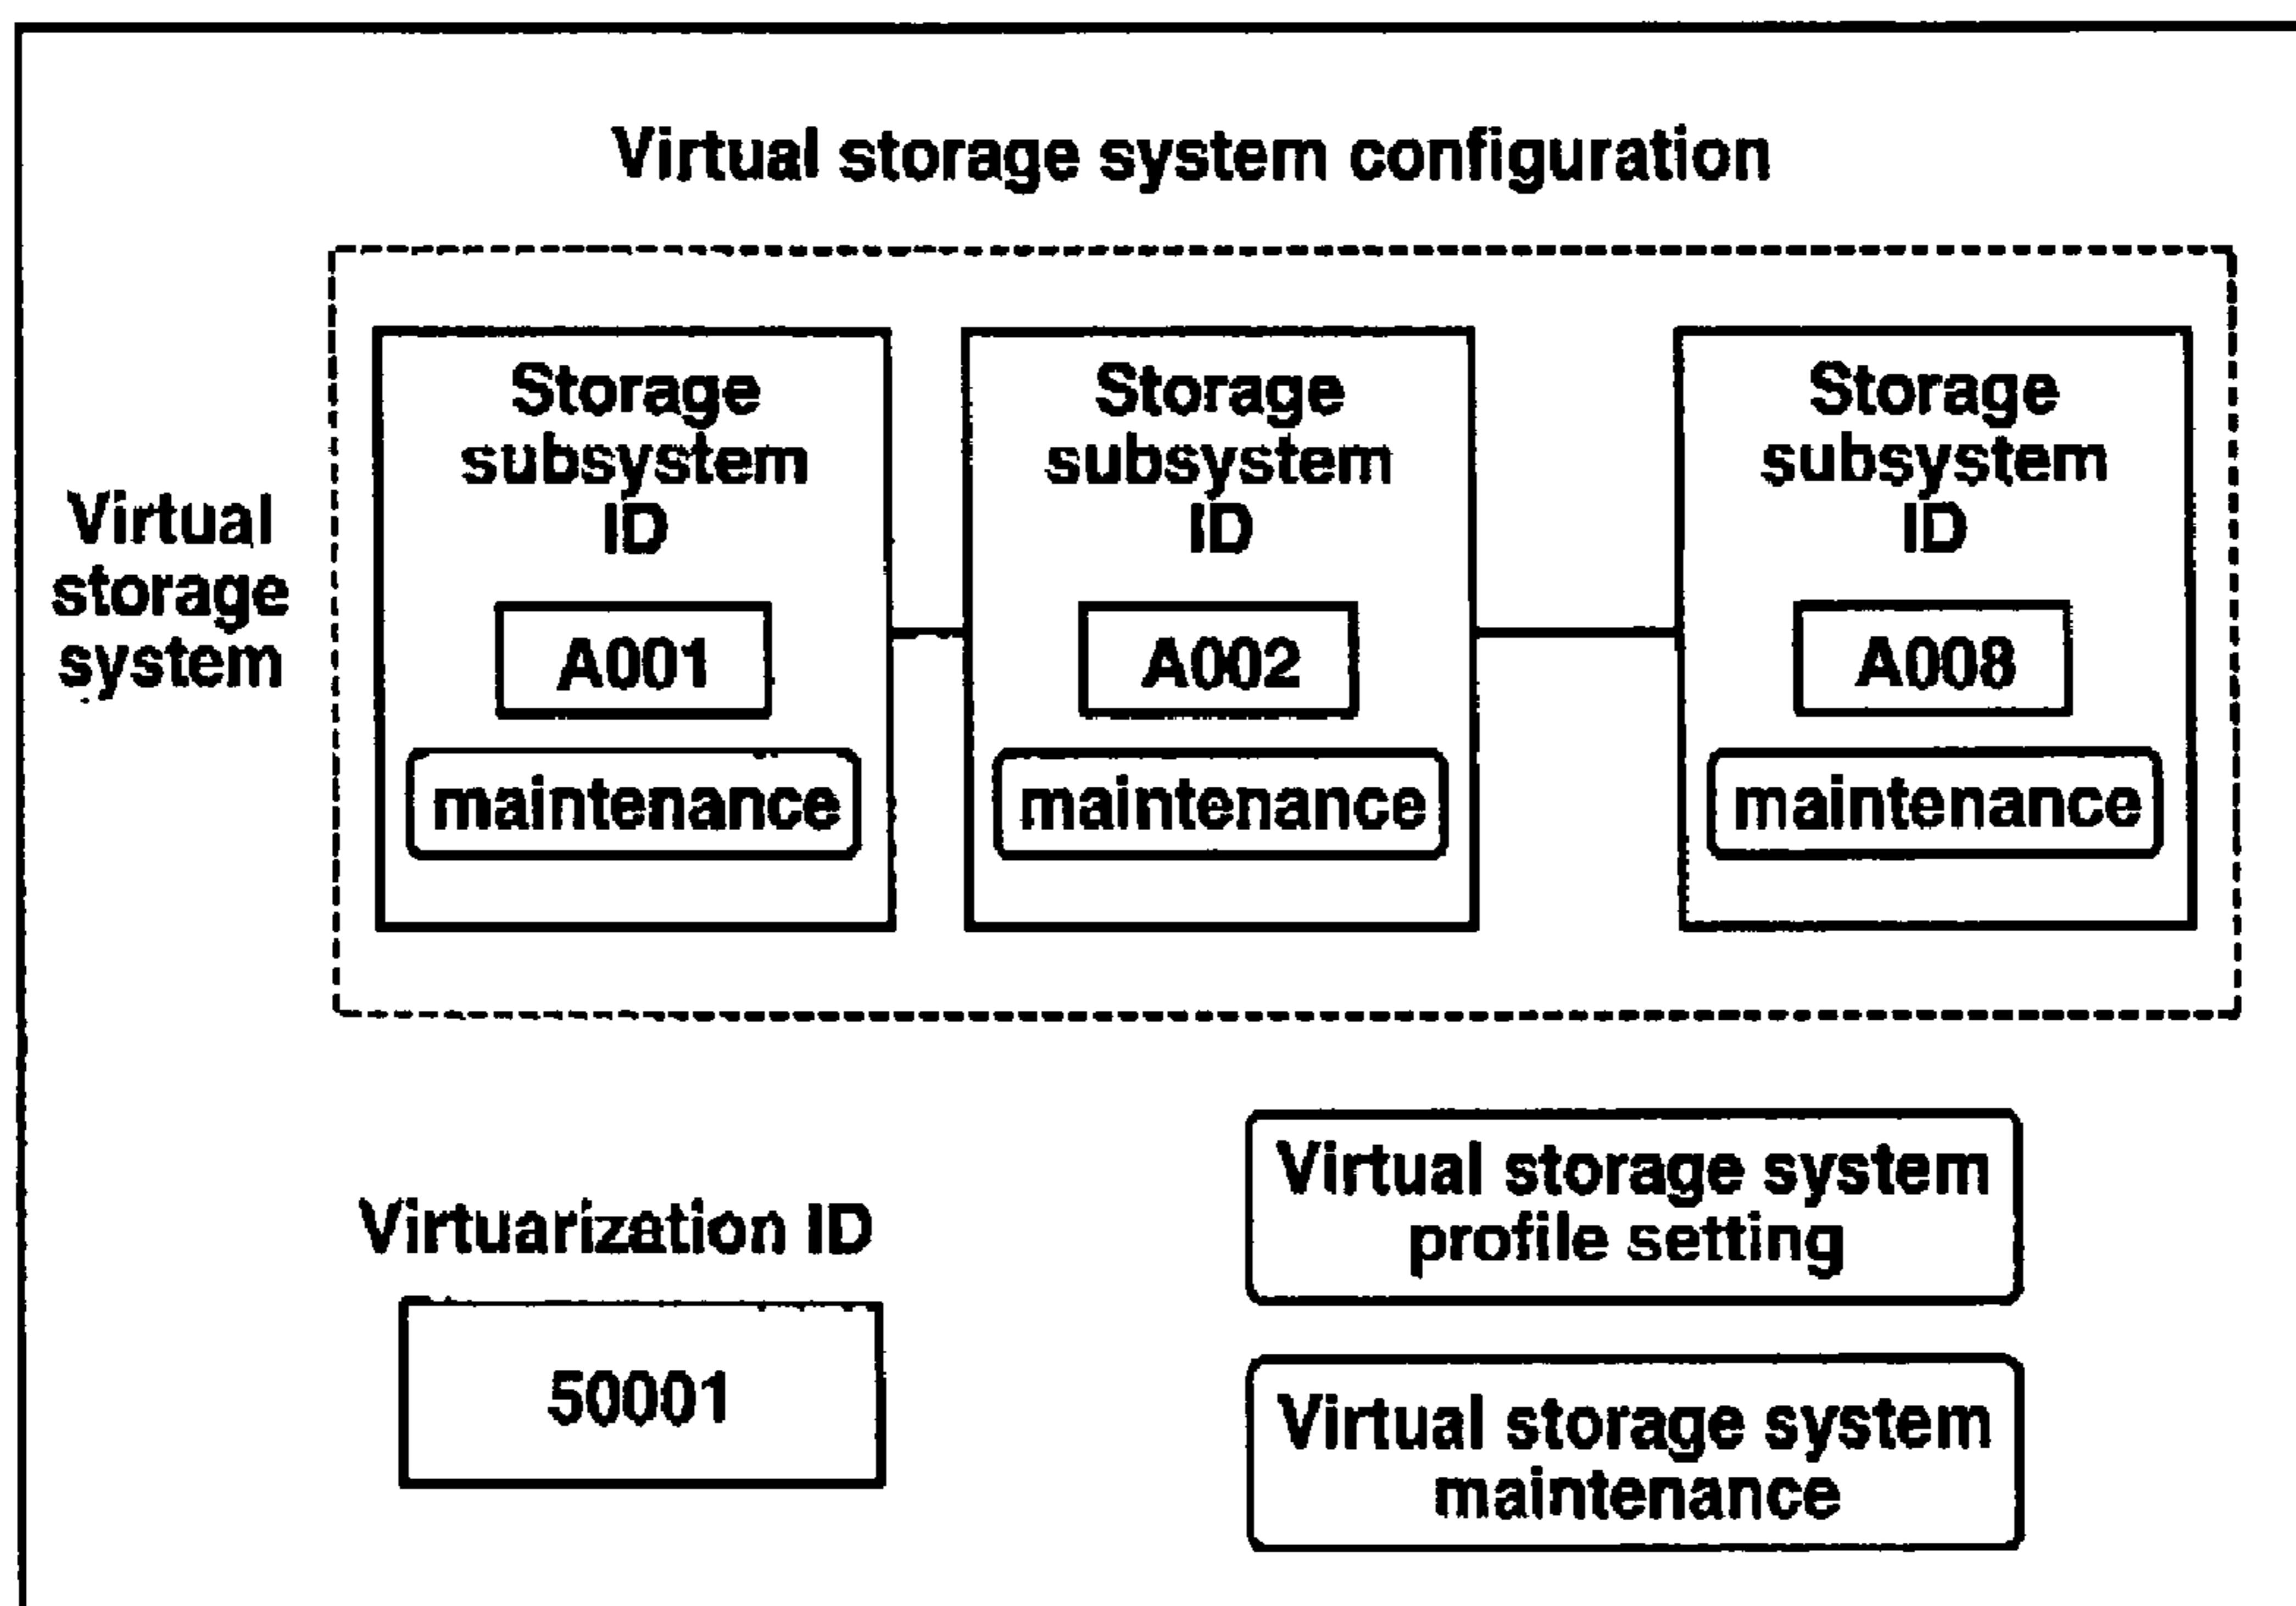 Virtual storage system configuration
Virtual
storage
system
Storage
subsystem
ID
A001
maintenance
Storage
subsystem
ID
A002
maintenance
Storage
subsystem
ID
A008
maintenance
Virtuarization ID
50001
Virtual storage system
profile setting
Virtual storage system
maintenance